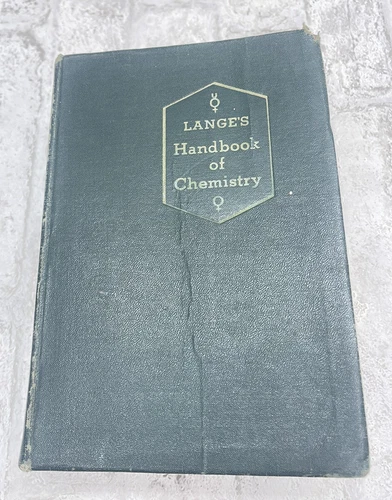 ☿
LANGE'S
Handbook
of
Chemistry
♀